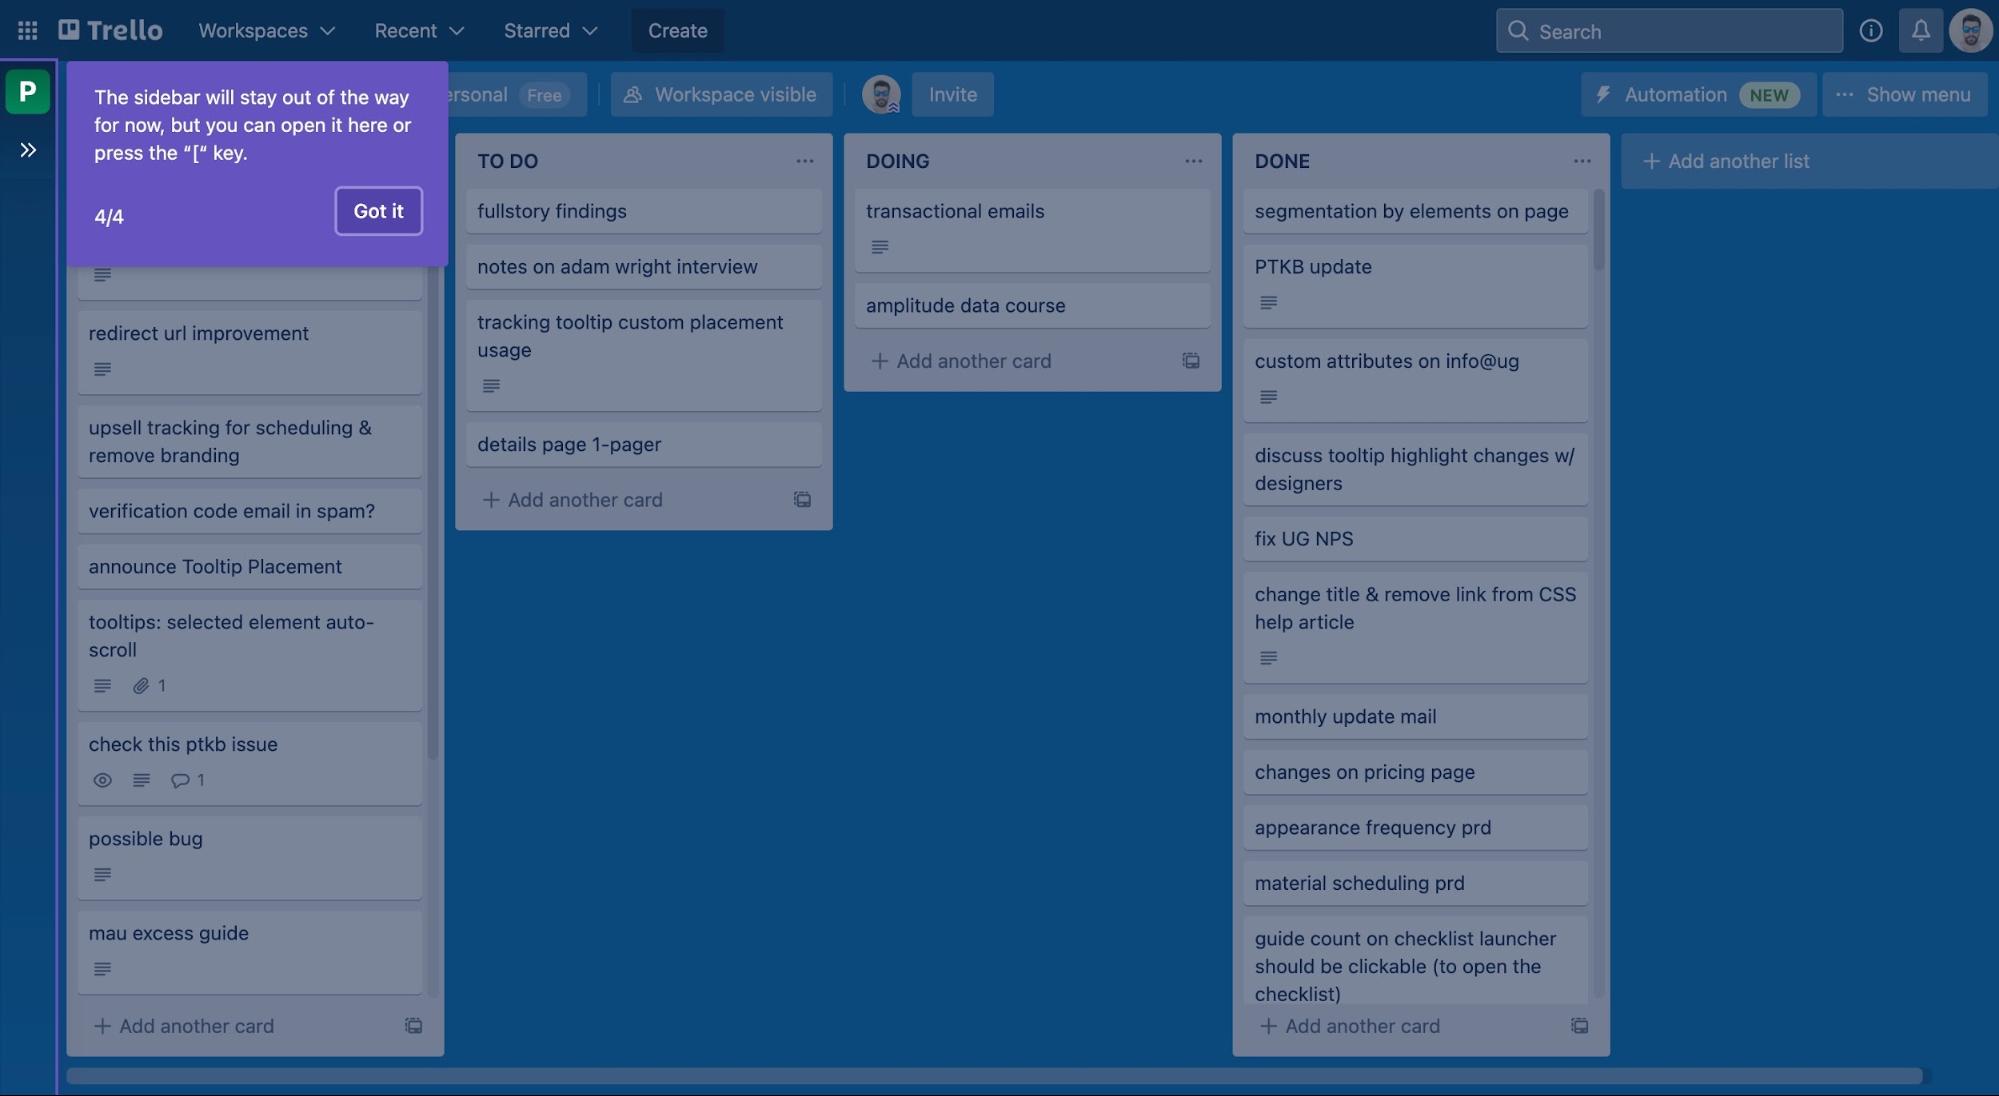 Trello
Workspaces
Recent
Starred
Create
Search
P
The sidebar will stay out of the way
for now, but you can open it here or
press the “[“ key.
4/4
Got it
ersonal
Free
Workspace visible
Invite
Automation
NEW
Show menu
redirect url improvement
upsell tracking for scheduling &
remove branding
verification code email in spam?
announce Tooltip Placement
tooltips: selected element auto-
scroll
1
check this ptkb issue
1
possible bug
mau excess guide
Add another card
TO DO
fullstory findings
notes on adam wright interview
tracking tooltip custom placement
usage
details page 1-pager
Add another card
DOING
transactional emails
amplitude data course
Add another card
DONE
segmentation by elements on page
PTKB update
custom attributes on info@ug
discuss tooltip highlight changes w/
designers
fix UG NPS
change title & remove link from CSS
help article
monthly update mail
changes on pricing page
appearance frequency prd
material scheduling prd
guide count on checklist launcher
should be clickable (to open the
checklist)
Add another card
Add another list